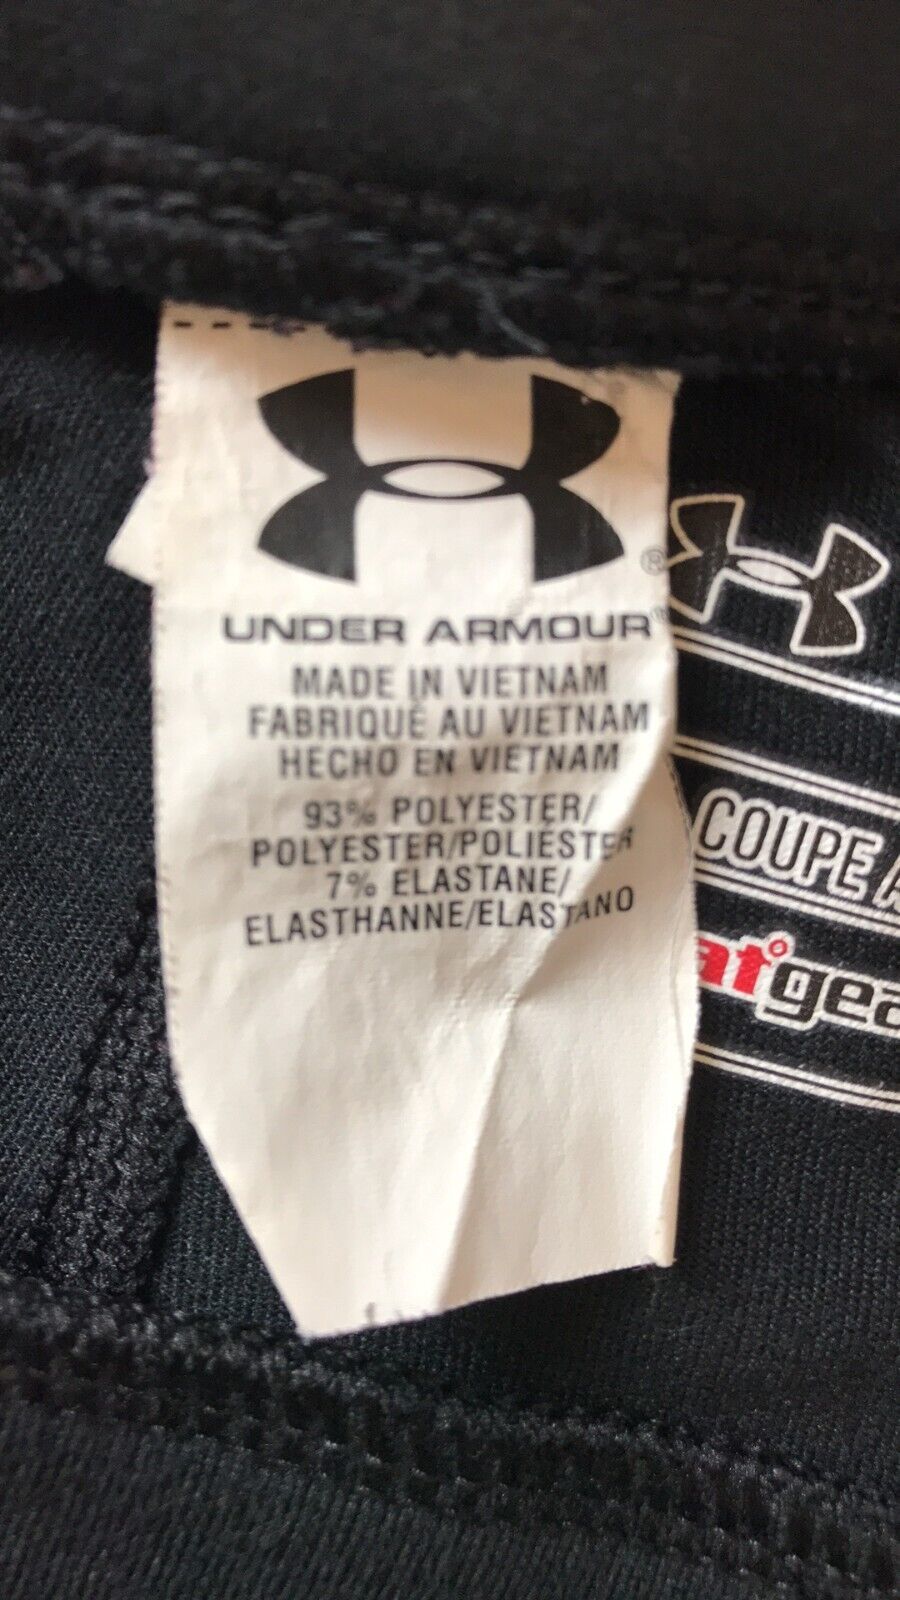 UNDER ARMOUR
MADE IN VIETNAM
FABRIQUÉ AU VIETNAM
HECHO EN VIETNAM
93% POLYESTER/
POLYESTER/POLIÉSTER
7% ELASTANE/
ELASTHANNE/ELASTANO
COUPE